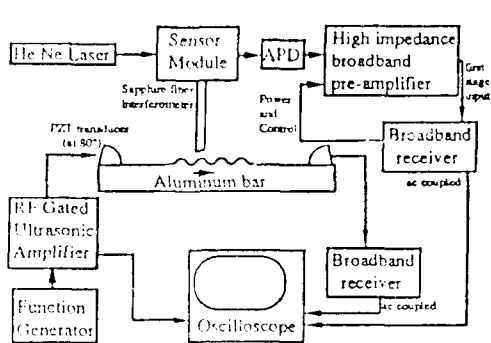 He Ne Laser
Sensor
Module
APD
High impedance
broadband
pre-amplifier
Sapphire fiber
Interferometer
Power
and
Control
stage
input
Broadband
receiver
ac coupled
PZT transducer
(at 80°)
Aluminum bar
RF Gated
Ultrasonic
Amplifier
Function
Generator
Oscilloscope
Broadband
receiver
ac coupled